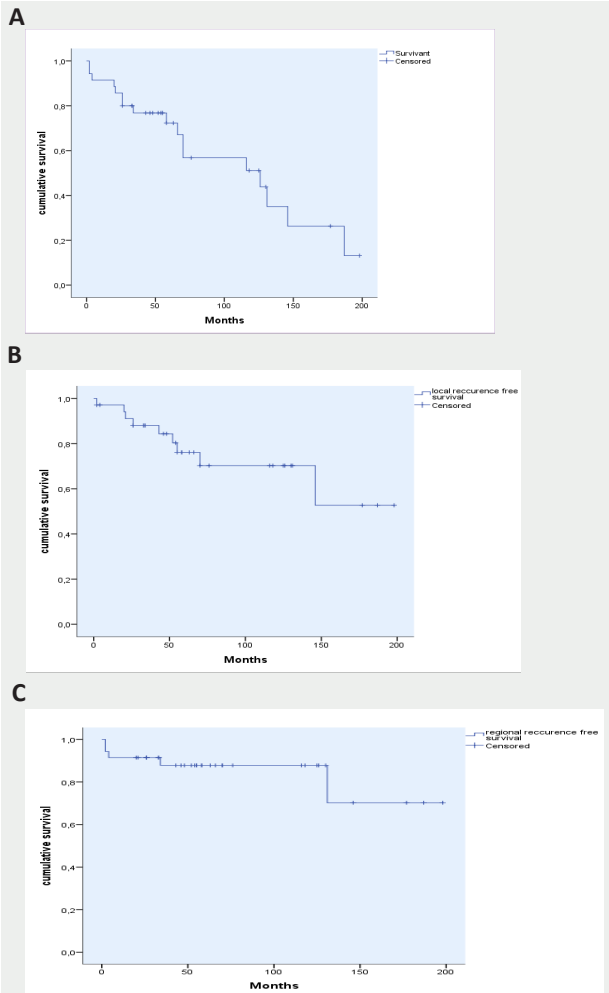 A
Survivant
Censored
1,0
0,8
0,6
0,4
0,2
0,0
cumulative survival
0 50 100 150 200
Months
B
local reccurence free
survival
Censored
1,0
0,8
0,6
0,4
0,2
0,0
cumulative survival
0 50 100 150 200
Months
C
regional reccurence free
survival
Censored
1,0
0,8
0,6
0,4
0,2
0,0
cumulative survival
0 50 100 150 200
Months